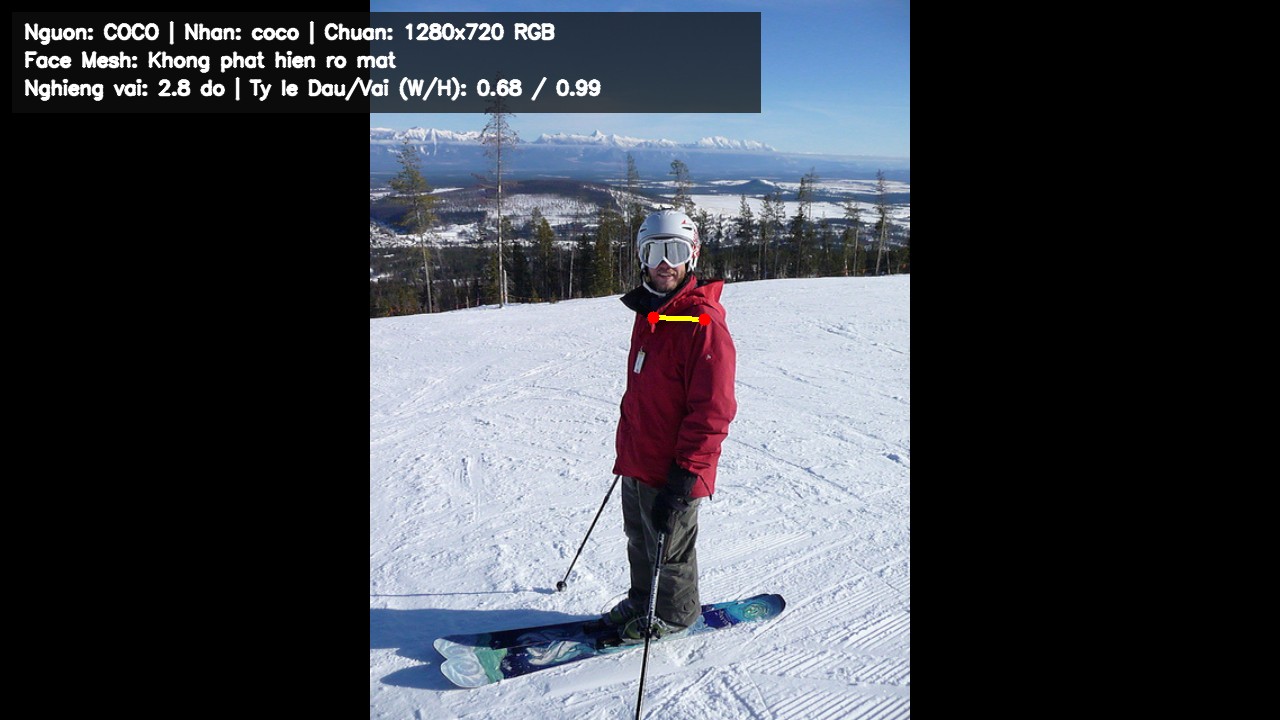 Nguon: COCO | Nhan: coco | Chuan: 1280x720 RGB
Face Mesh: Khong phat hien ro mat
Nghieng vai: 2.8 do | Ty le Dau/Vai (W/H): 0.68 / 0.99